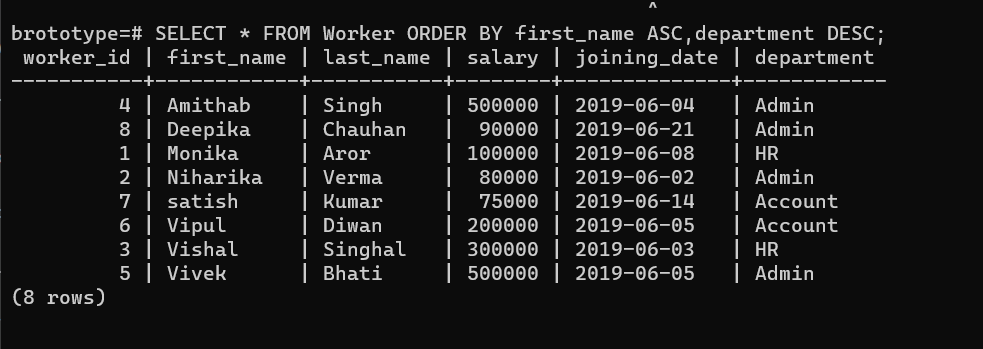 ^
brototype=# SELECT * FROM Worker ORDER BY first_name ASC,department DESC;
 worker_id | first_name | last_name | salary | joining_date | department
-----------+------------+-----------+--------+--------------+------------
         4 | Amithab    | Singh     | 500000 | 2019-06-04   | Admin
         8 | Deepika    | Chauhan   |  90000 | 2019-06-21   | Admin
         1 | Monika     | Aror      | 100000 | 2019-06-08   | HR
         2 | Niharika   | Verma     |  80000 | 2019-06-02   | Admin
         7 | satish     | Kumar     |  75000 | 2019-06-14   | Account
         6 | Vipul      | Diwan     | 200000 | 2019-06-05   | Account
         3 | Vishal     | Singhal   | 300000 | 2019-06-03   | HR
         5 | Vivek      | Bhati     | 500000 | 2019-06-05   | Admin
(8 rows)